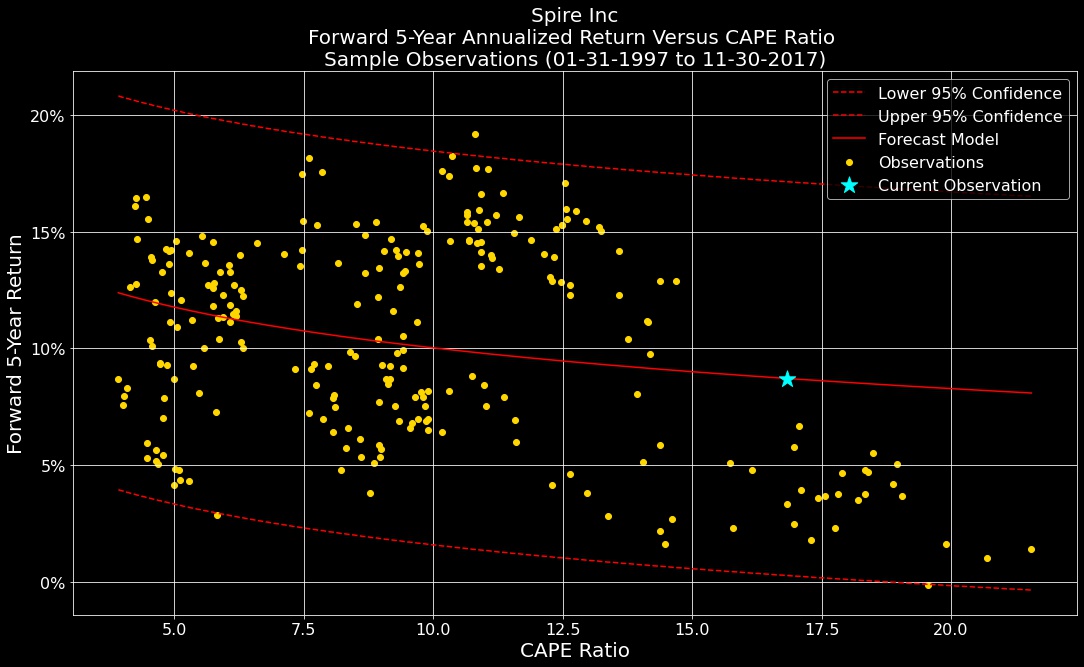 Spire Inc
Forward 5-Year Annualized Return Versus CAPE Ratio
Sample Observations (01-31-1997 to 11-30-2017)
Lower 95% Confidence
Upper 95% Confidence
Forecast Model
Observations
Current Observation
Forward 5-Year Return
20%
15%
10%
5%
0%
5.0 7.5 10.0 12.5 15.0 17.5 20.0
CAPE Ratio